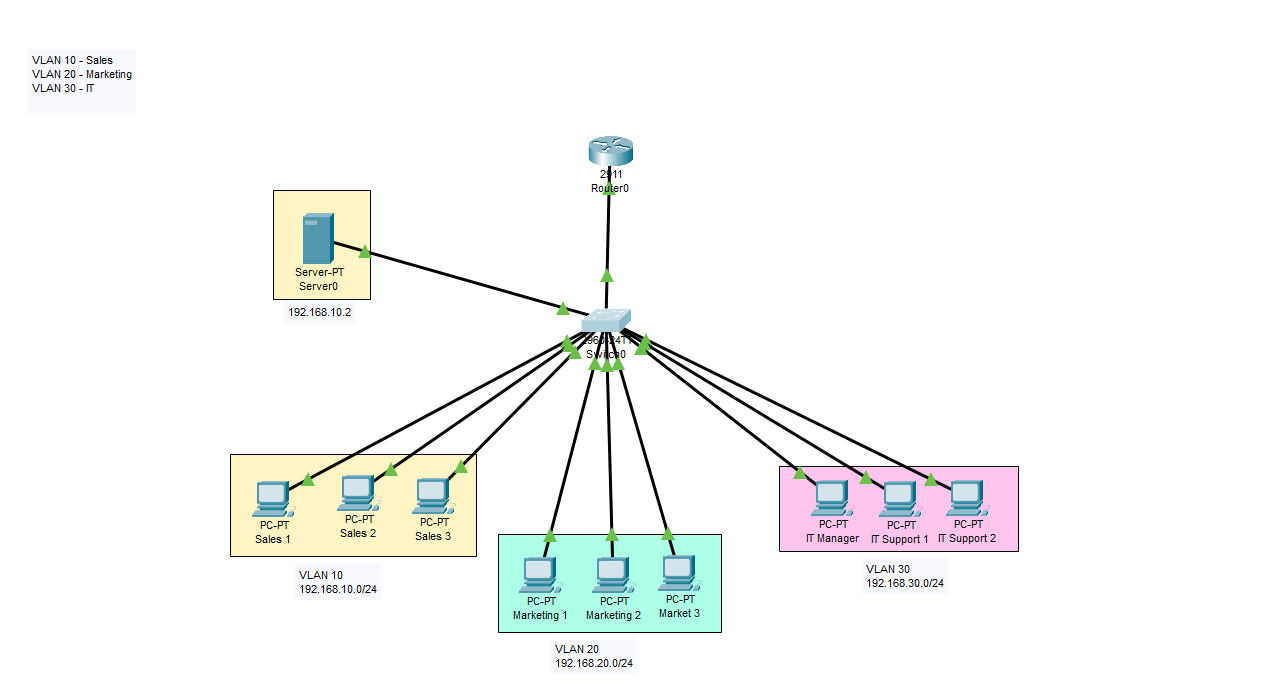 VLAN 10 - Sales
VLAN 20 - Marketing
VLAN 30 - IT
2911
Router0
Server-PT
Server0
192.168.10.2
Switch0
PC-PT
Sales 1
PC-PT
Sales 2
PC-PT
Sales 3
VLAN 10
192.168.10.0/24
PC-PT
Marketing 1
PC-PT
Marketing 2
PC-PT
Market 3
VLAN 20
192.168.20.0/24
PC-PT
IT Manager
PC-PT
IT Support 1
PC-PT
IT Support 2
VLAN 30
192.168.30.0/24